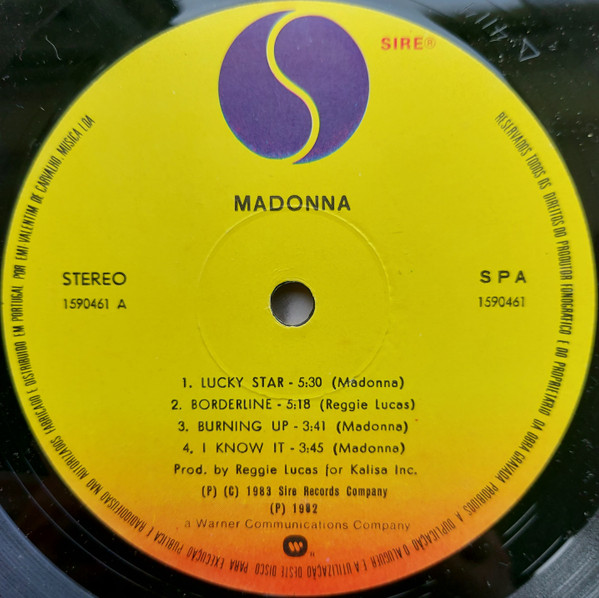 SIRE®
MADONNA
STEREO
1590461 A
SPA
1590461
1. LUCKY STAR - 5:30 (Madonna)
2. BORDERLINE - 5:18 (Reggie Lucas)
3. BURNING UP - 3:41 (Madonna)
4. I KNOW IT - 3:45 (Madonna)
Prod. by Reggie Lucas for Kalisa Inc.
(P) (C) 1983 Sire Records Company
(P) 1982
a Warner Communications Company
FABRICADO E DISTRIBUIDO EM PORTUGAL POR EMI VALENTIM DE CARVALHO, MUSICA LDA
RESERVADOS TODOS OS DIREITOS DO PRODUTOR FONOGRÁFICO E DO PROPRIETÁRIO DA OBRA GRAVADA PROIBIDOS A DUPLICAÇÃO O ALUGUER E A UTILIZAÇÃO DESTE DISCO PARA EXECUÇÃO PÚBLICA E RADIODIFUSÃO NÃO AUTORIZADOS